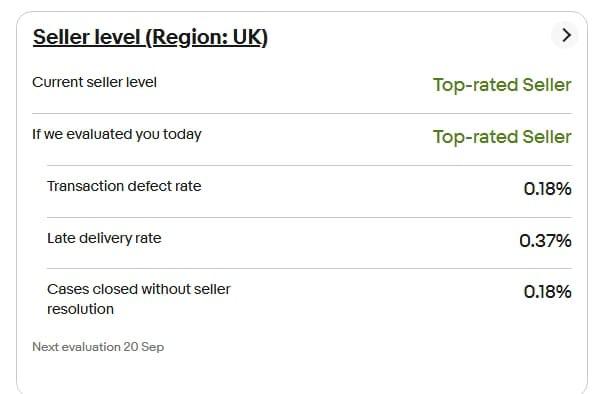 Seller level (Region: UK)
Current seller level Top-rated Seller
If we evaluated you today Top-rated Seller
Transaction defect rate 0.18%
Late delivery rate 0.37%
Cases closed without seller 0.18%
resolution
Next evaluation 20 Sep